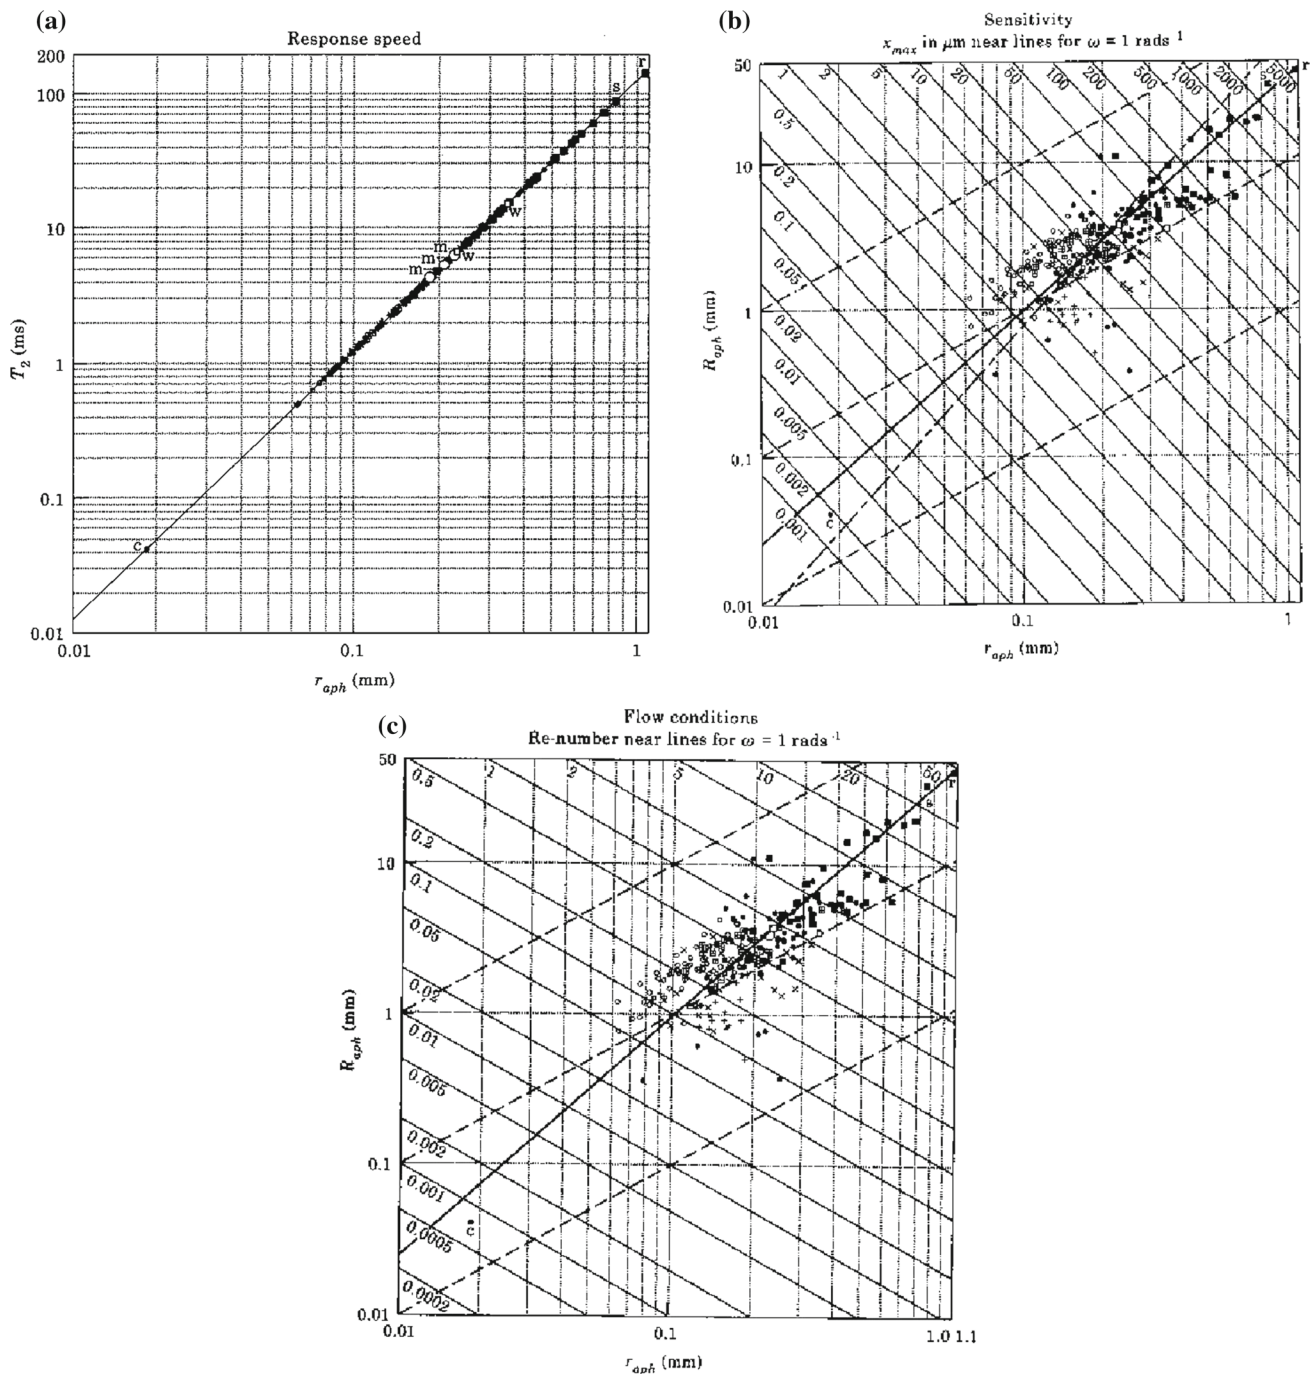 (a)
Response speed
200
100
10
1
0.1
0.01
T₂ (ms)
r
s
w
m
m
m
w
c
0.01
0.1
1
r_aph (mm)
(b)
Sensitivity
x_max in μm near lines for ω = 1 rads⁻¹
50
10
1
0.1
0.01
R_aph (mm)
1
2
5
10
20
50
100
200
500
1000
2000
5000
0.5
0.2
0.1
0.05
0.02
0.01
0.005
0.002
0.001
r
s
c
0.01
0.1
1
r_aph (mm)
(c)
Flow conditions
Re-number near lines for ω = 1 rads⁻¹
50
10
1
0.1
0.01
R_aph (mm)
0.5
1
2
5
10
20
50
0.2
0.1
0.05
0.02
0.01
0.005
0.002
0.001
0.0005
0.0002
r
s
c
0.01
0.1
1.0 1.1
r_aph (mm)